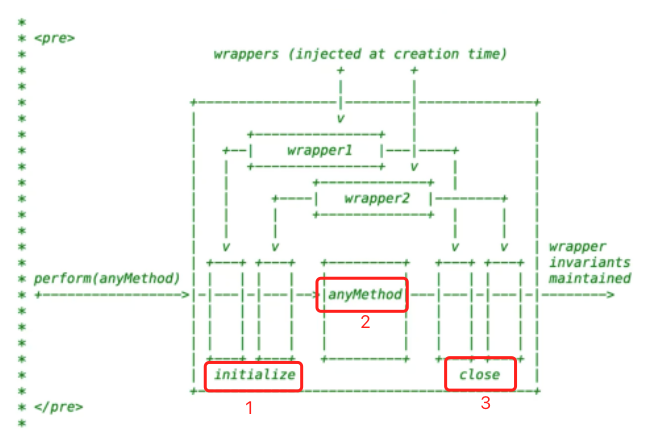 *
* <pre>
* wrappers (injected at creation time)
* + +
* | |
* +-----------------|--------|--------------+
* | | | |
* | v | |
* | +---------------+ | |
* | +--| wrapper1 |---|----+ |
* | | +---------------+ v | |
* | | +-------------+ | |
* | | +----| wrapper2 |--------+ |
* | | | +-------------+ | | |
* | | | | | |
* | v v v v | wrapper
* | +---+ +---+ +---------+ +---+ +---+ | invariants
* perform(anyMethod) | | | | | | | | | | | | maintained
* +-----------------> |-|---|-|---|-->|anyMethod|---|---|-|---|-|-------->
2
* | | | | | | | | | | | |
* | | | | | | | | | | | |
* | | | | | | | | | | | |
* | +---+ +---+ +---------+ +---+ +---+ |
* | initialize close |
* +-----------------------------------------+
1 3
* </pre>
*